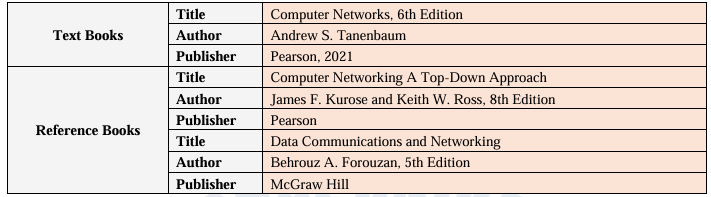 Text Books
Title Computer Networks, 6th Edition
Author Andrew S. Tanenbaum
Publisher Pearson, 2021
Reference Books
Title Computer Networking A Top-Down Approach
Author James F. Kurose and Keith W. Ross, 8th Edition
Publisher Pearson
Title Data Communications and Networking
Author Behrouz A. Forouzan, 5th Edition
Publisher McGraw Hill